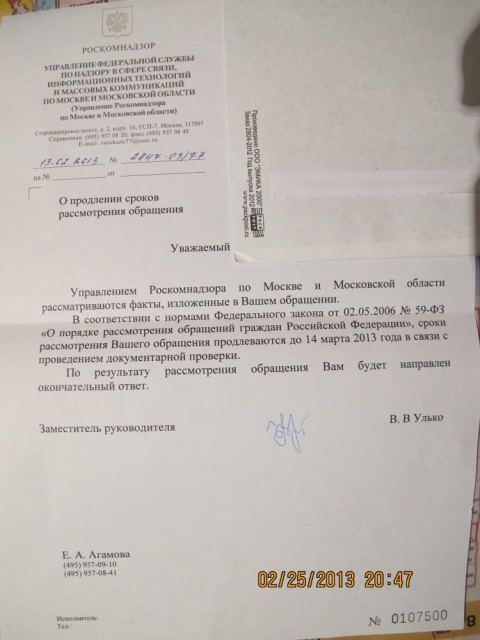 РОСКОМНАДЗОР
УПРАВЛЕНИЕ ФЕДЕРАЛЬНОЙ СЛУЖБЫ
ПО НАДЗОРУ В СФЕРЕ СВЯЗИ,
ИНФОРМАЦИОННЫХ ТЕХНОЛОГИЙ
И МАССОВЫХ КОММУНИКАЦИЙ
ПО МОСКВЕ И МОСКОВСКОЙ ОБЛАСТИ
(Управление Роскомнадзора
по Москве и Московской области)
Старокаширское шоссе, д. 2, корп. 10, ГСП-7, Москва, 117997
Справочная: (495) 957 08 20; факс (495) 957 08 48
E-mail:
13.02.2013 № 2847-03/77
на № от
О продлении сроков
рассмотрения обращения
Уважаемый
Произведено ООО "ЭМИКА 2000"
Заказ 2804-2012 Год выпуска 2012
www.packpost.ru
Управлением Роскомнадзора по Москве и Московской области
рассматриваются факты, изложенные в Вашем обращении.
В соответствии с нормами Федерального закона от 02.05.2006 № 59-ФЗ
«О порядке рассмотрения обращений граждан Российской Федерации», сроки
рассмотрения Вашего обращения продлеваются до 14 марта 2013 года в связи с
проведением документарной проверки.
По результату рассмотрения обращения Вам будет направлен
окончательный ответ.
Заместитель руководителя
В. В Улько
Е. А. Агамова
(495) 957-09-10
(495) 957-08-41
02/25/2013 20:47
Исполнитель:
Тел.:
№ 0107500